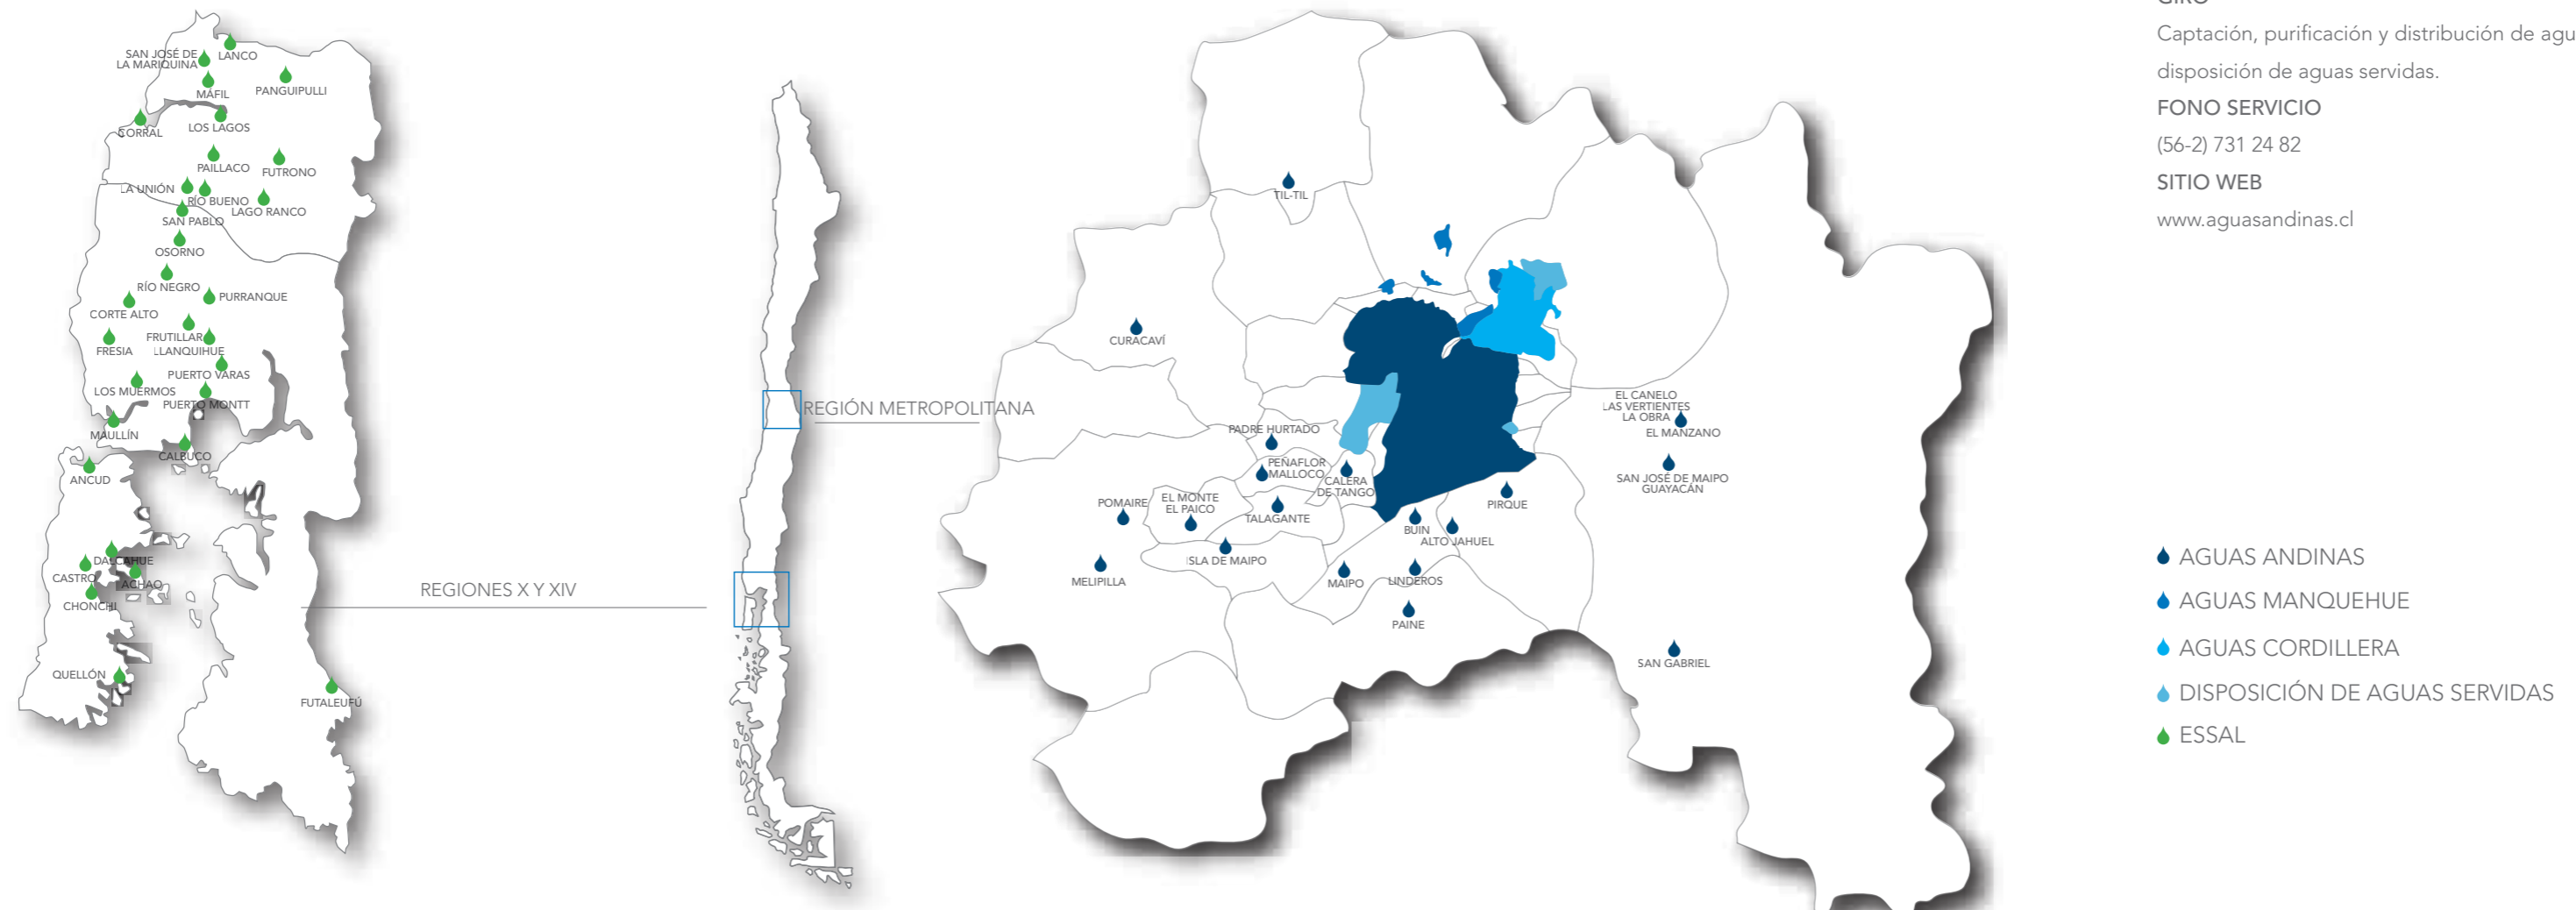 SAN JOSÉ DE
LA MARIQUINA
LANCO
MÁFIL
PANGUIPULLI
CORRAL
LOS LAGOS
PAILLACO
FUTRONO
LA UNIÓN
RÍO BUENO
LAGO RANCO
SAN PABLO
OSORNO
RÍO NEGRO
PURRANQUE
CORTE ALTO
FRUTILLAR
FRESIA
LLANQUIHUE
PUERTO VARAS
LOS MUERMOS
PUERTO MONTT
MAULLÍN
CALBUCO
ANCUD
DALCAHUE
CASTRO
ACHAO
CHONCHI
QUELLÓN
FUTALEUFÚ
REGIONES X Y XIV
REGIÓN METROPOLITANA
TIL-TIL
CURACAVÍ
PADRE HURTADO
PEÑAFLOR
MALLOCO
CALERA
DE TANGO
POMAIRE
EL MONTE
EL PAICO
TALAGANTE
ISLA DE MAIPO
MELIPILLA
MAIPO
BUIN
ALTO JAHUEL
LINDEROS
PAINE
PIRQUE
EL CANELO
LAS VERTIENTES
LA OBRA
EL MANZANO
SAN JOSÉ DE MAIPO
GUAYACÁN
SAN GABRIEL
GIRO
Captación, purificación y distribución de agu
disposición de aguas servidas.
FONO SERVICIO
(56-2) 731 24 82
SITIO WEB
www.aguasandinas.cl
AGUAS ANDINAS
AGUAS MANQUEHUE
AGUAS CORDILLERA
DISPOSICIÓN DE AGUAS SERVIDAS
ESSAL